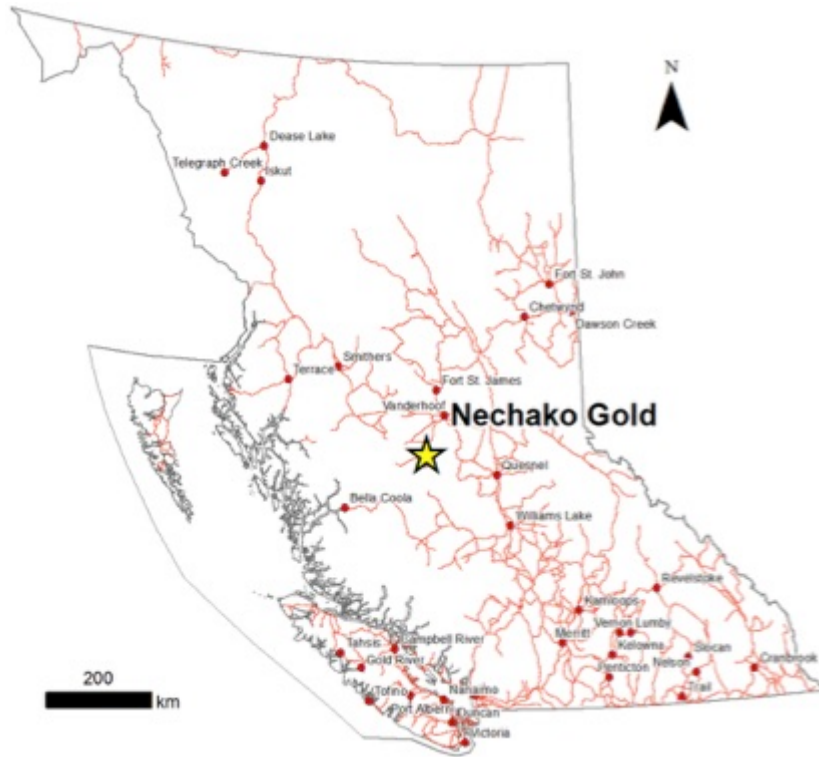 N
Dease Lake
Telegraph Creek
Iskut
Fort St. John
Chetwynd
Dawson Creek
Smithers
Terrace
Fort St. James
Vanderhoof
Nechako Gold
Quesnel
Bella Coola
Williams Lake
Revelstoke
Kamloops
Vernon Lumby
Campbell River
Merritt
Tahsis
Kelowna
Slocan
Gold River
Penticton
Nelson
Cranbrook
200
km
Tofino
Nanaimo
Trail
Port Alberni
Duncan
Victoria